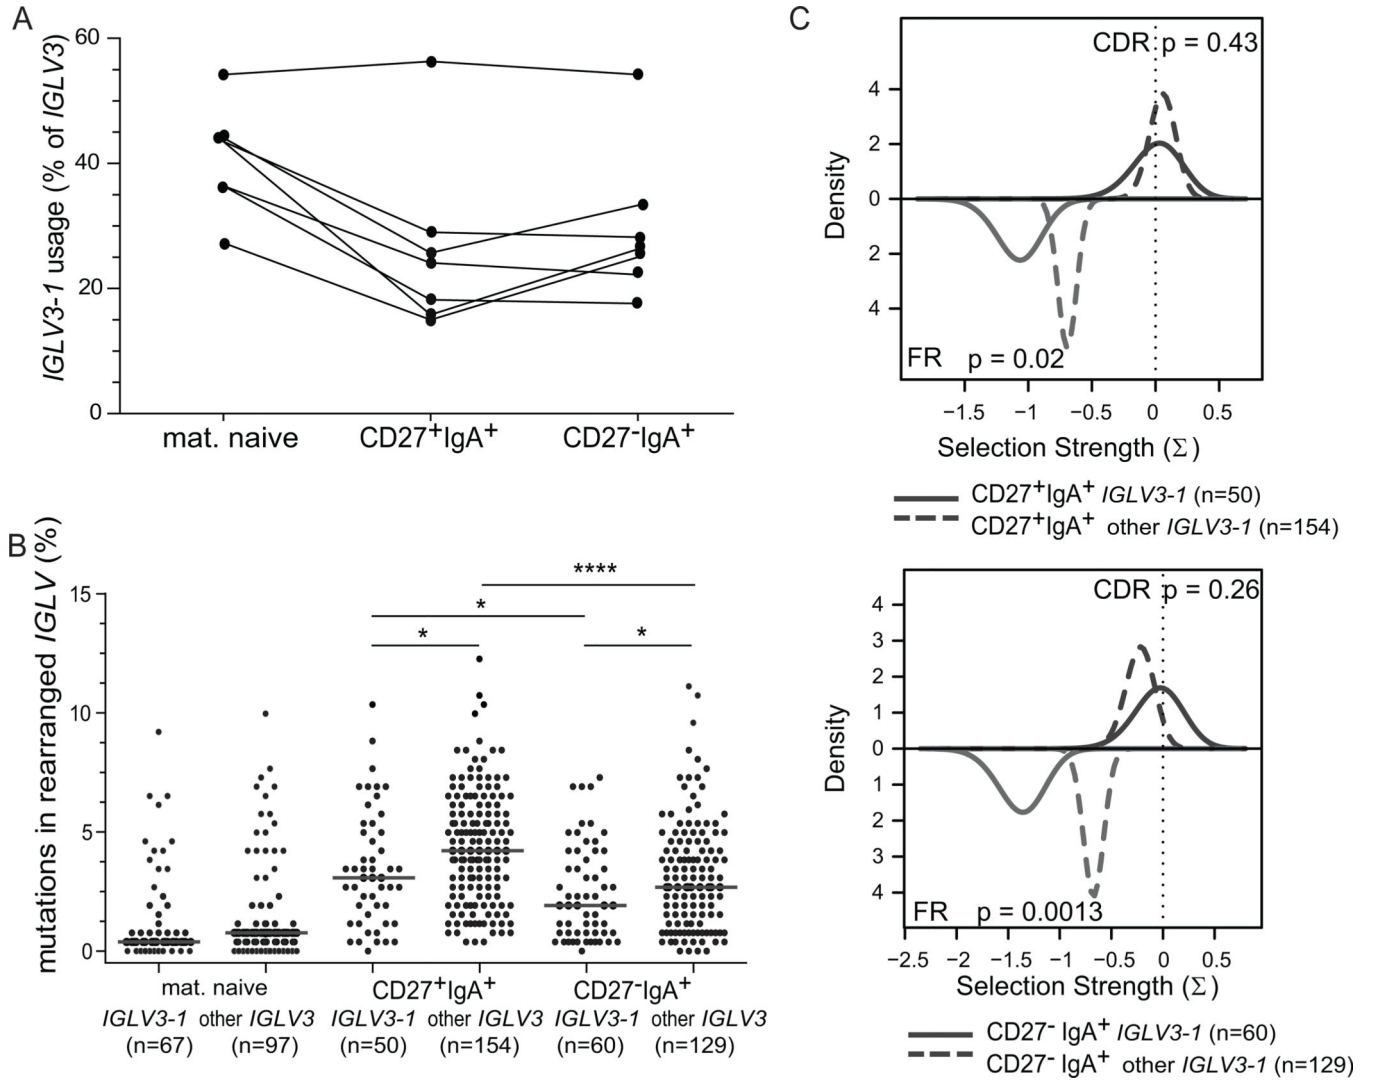 A
IGLV3-1 usage (% of IGLV3)
60
40
20
0
mat. naive
CD27+IgA+
CD27-IgA+
B
mutations in rearranged IGLV (%)
15
10
5
0
****
*
*
*
mat. naive
CD27+IgA+
CD27-IgA+
IGLV3-1 other IGLV3 IGLV3-1 other IGLV3 IGLV3-1 other IGLV3
(n=67) (n=97) (n=50) (n=154) (n=60) (n=129)
C
CDR p = 0.43
Density
4
2
0
2
4
FR p = 0.02
−1.5 −1 −0.5 0 0.5
Selection Strength (Σ)
CD27+IgA+ IGLV3-1 (n=50)
CD27+IgA+ other IGLV3-1 (n=154)
CDR p = 0.26
Density
4
3
2
1
0
1
2
3
4
FR p = 0.0013
−2.5 −2 −1.5 −1 −0.5 0 0.5
Selection Strength (Σ)
CD27- IgA+ IGLV3-1 (n=60)
CD27- IgA+ other IGLV3-1 (n=129)